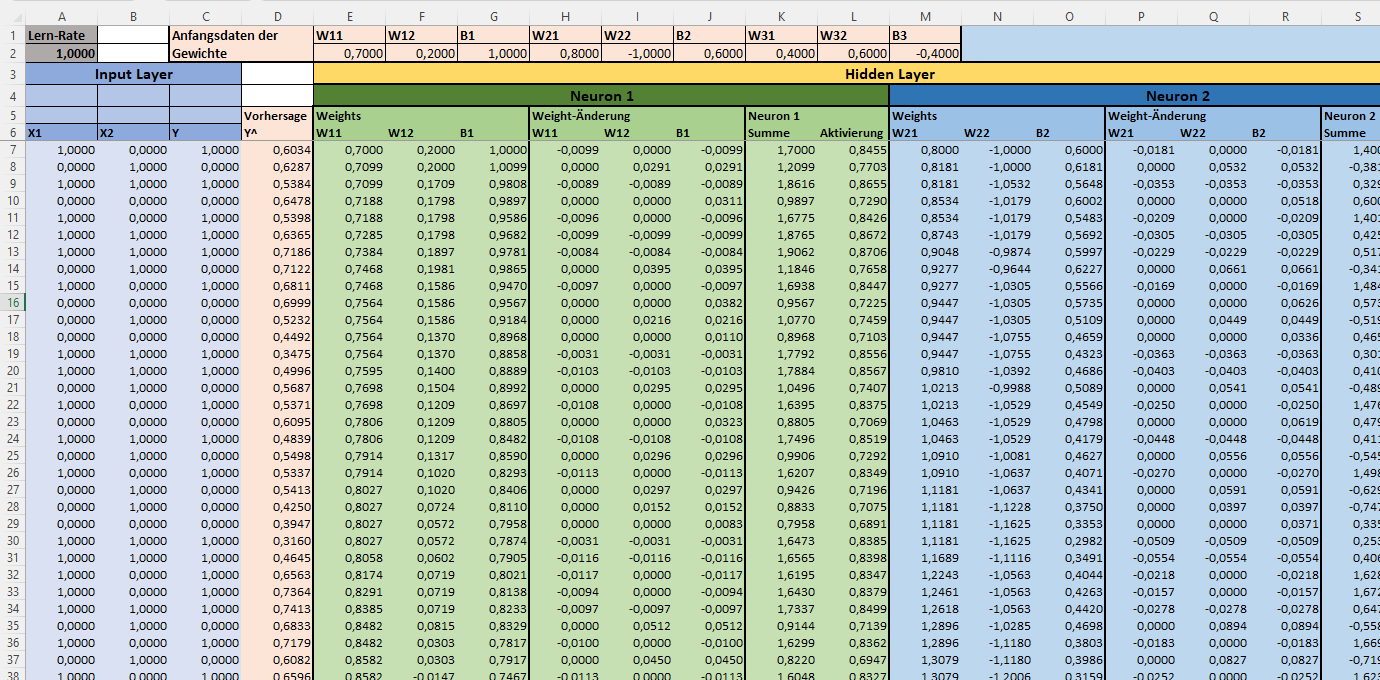 A B C D E F G H I J K L M N O P Q R S
1 Lern-Rate Anfangsdaten der W11 W12 B1 W21 W22 B2 W31 W32 B3
2 1,0000 Gewichte 0,7000 0,2000 1,0000 0,8000 -1,0000 0,6000 0,4000 0,6000 -0,4000
3 Input Layer Hidden Layer
4 Neuron 1 Neuron 2
5 Vorhersage Weights Weight-Änderung Neuron 1 Weights Weight-Änderung Neuron 2
6 X1 X2 Y Y^ W11 W12 B1 W11 W12 B1 Summe Aktivierung W21 W22 B2 W21 W22 B2 Summe
7 1,0000 0,0000 1,0000 0,6034 0,7000 0,2000 1,0000 -0,0099 0,0000 -0,0099 1,7000 0,8455 0,8000 -1,0000 0,6000 -0,0181 0,0000 -0,0181 1,400
8 0,0000 1,0000 0,0000 0,6287 0,7099 0,2000 1,0099 0,0000 0,0291 0,0291 1,2099 0,7703 0,8181 -1,0000 0,6181 0,0000 0,0532 0,0532 -0,381
9 1,0000 1,0000 1,0000 0,5384 0,7099 0,1709 0,9808 -0,0089 -0,0089 -0,0089 1,8616 0,8655 0,8181 -1,0532 0,5648 -0,0353 -0,0353 -0,0353 0,329
10 0,0000 0,0000 0,0000 0,6478 0,7188 0,1798 0,9897 0,0000 0,0000 0,0311 0,9897 0,7290 0,8534 -1,0179 0,6002 0,0000 0,0000 0,0518 0,600
11 1,0000 0,0000 1,0000 0,5398 0,7188 0,1798 0,9586 -0,0096 0,0000 -0,0096 1,6775 0,8426 0,8534 -1,0179 0,5483 -0,0209 0,0000 -0,0209 1,401
12 1,0000 1,0000 1,0000 0,6365 0,7285 0,1798 0,9682 -0,0099 -0,0099 -0,0099 1,8765 0,8672 0,8743 -1,0179 0,5692 -0,0305 -0,0305 -0,0305 0,425
13 1,0000 1,0000 1,0000 0,7186 0,7384 0,1897 0,9781 -0,0084 -0,0084 -0,0084 1,9062 0,8706 0,9048 -0,9874 0,5997 -0,0229 -0,0229 -0,0229 0,517
14 0,0000 1,0000 0,0000 0,7122 0,7468 0,1981 0,9865 0,0000 0,0395 0,0395 1,1846 0,7658 0,9277 -0,9644 0,6227 0,0000 0,0661 0,0661 -0,341
15 1,0000 0,0000 1,0000 0,6811 0,7468 0,1586 0,9470 -0,0097 0,0000 -0,0097 1,6938 0,8447 0,9277 -1,0305 0,5566 -0,0169 0,0000 -0,0169 1,484
16 0,0000 0,0000 0,0000 0,6999 0,7564 0,1586 0,9567 0,0000 0,0000 0,0382 0,9567 0,7225 0,9447 -1,0305 0,5735 0,0000 0,0000 0,0626 0,573
17 0,0000 1,0000 0,0000 0,5232 0,7564 0,1586 0,9184 0,0000 0,0216 0,0216 1,0770 0,7459 0,9447 -1,0305 0,5109 0,0000 0,0449 0,0449 -0,519
18 0,0000 0,0000 0,0000 0,4492 0,7564 0,1370 0,8968 0,0000 0,0000 0,0110 0,8968 0,7103 0,9447 -1,0755 0,4659 0,0000 0,0000 0,0336 0,465
19 1,0000 1,0000 1,0000 0,3475 0,7564 0,1370 0,8858 -0,0031 -0,0031 -0,0031 1,7792 0,8556 0,9447 -1,0755 0,4323 -0,0363 -0,0363 -0,0363 0,301
20 1,0000 1,0000 1,0000 0,4996 0,7595 0,1400 0,8889 -0,0103 -0,0103 -0,0103 1,7884 0,8567 0,9810 -1,0392 0,4686 -0,0403 -0,0403 -0,0403 0,410
21 0,0000 1,0000 0,0000 0,5687 0,7698 0,1504 0,8992 0,0000 0,0295 0,0295 1,0496 0,7407 1,0213 -0,9988 0,5089 0,0000 0,0541 0,0541 -0,489
22 1,0000 0,0000 1,0000 0,5371 0,7698 0,1209 0,8697 -0,0108 0,0000 -0,0108 1,6395 0,8375 1,0213 -1,0529 0,4549 -0,0250 0,0000 -0,0250 1,476
23 0,0000 0,0000 0,0000 0,6095 0,7806 0,1209 0,8805 0,0000 0,0000 0,0323 0,8805 0,7069 1,0463 -1,0529 0,4798 0,0000 0,0000 0,0619 0,479
24 1,0000 1,0000 1,0000 0,4839 0,7806 0,1209 0,8482 -0,0108 -0,0108 -0,0108 1,7496 0,8519 1,0463 -1,0529 0,4179 -0,0448 -0,0448 -0,0448 0,411
25 0,0000 1,0000 0,0000 0,5498 0,7914 0,1317 0,8590 0,0000 0,0296 0,0296 0,9906 0,7292 1,0910 -1,0081 0,4627 0,0000 0,0556 0,0556 -0,545
26 1,0000 0,0000 1,0000 0,5337 0,7914 0,1020 0,8293 -0,0113 0,0000 -0,0113 1,6207 0,8349 1,0910 -1,0637 0,4071 -0,0270 0,0000 -0,0270 1,498
27 0,0000 1,0000 0,0000 0,5413 0,8027 0,1020 0,8406 0,0000 0,0297 0,0297 0,9426 0,7196 1,1181 -1,0637 0,4341 0,0000 0,0591 0,0591 -0,629
28 0,0000 1,0000 0,0000 0,4250 0,8027 0,0724 0,8110 0,0000 0,0152 0,0152 0,8833 0,7075 1,1181 -1,1228 0,3750 0,0000 0,0397 0,0397 -0,747
29 0,0000 0,0000 0,0000 0,3947 0,8027 0,0572 0,7958 0,0000 0,0000 0,0083 0,7958 0,6891 1,1181 -1,1625 0,3353 0,0000 0,0000 0,0371 0,335
30 1,0000 1,0000 1,0000 0,3160 0,8027 0,0572 0,7874 -0,0031 -0,0031 -0,0031 1,6473 0,8385 1,1181 -1,1625 0,2982 -0,0509 -0,0509 -0,0509 0,253
31 1,0000 1,0000 1,0000 0,4645 0,8058 0,0602 0,7905 -0,0116 -0,0116 -0,0116 1,6565 0,8398 1,1689 -1,1116 0,3491 -0,0554 -0,0554 -0,0554 0,406
32 1,0000 0,0000 1,0000 0,6563 0,8174 0,0719 0,8021 -0,0117 0,0000 -0,0117 1,6195 0,8347 1,2243 -1,0563 0,4044 -0,0218 0,0000 -0,0218 1,628
33 1,0000 0,0000 1,0000 0,7364 0,8291 0,0719 0,8138 -0,0094 0,0000 -0,0094 1,6430 0,8379 1,2461 -1,0563 0,4263 -0,0157 0,0000 -0,0157 1,672
34 1,0000 1,0000 1,0000 0,7413 0,8385 0,0719 0,8233 -0,0097 -0,0097 -0,0097 1,7337 0,8499 1,2618 -1,0563 0,4420 -0,0278 -0,0278 -0,0278 0,647
35 0,0000 1,0000 0,0000 0,6833 0,8482 0,0815 0,8329 0,0000 0,0512 0,0512 0,9144 0,7139 1,2896 -1,0285 0,4698 0,0000 0,0894 0,0894 -0,558
36 1,0000 0,0000 1,0000 0,7179 0,8482 0,0303 0,7817 -0,0100 0,0000 -0,0100 1,6299 0,8362 1,2896 -1,1180 0,3803 -0,0183 0,0000 -0,0183 1,669
37 0,0000 1,0000 0,0000 0,6082 0,8582 0,0303 0,7917 0,0000 0,0450 0,0450 0,8220 0,6947 1,3079 -1,1180 0,3986 0,0000 0,0827 0,0827 -0,719
38 1,0000 0,0000 1,0000 0,6596 0,8582 -0,0147 0,7467 -0,0113 0,0000 -0,0113 1,6048 0,8327 1,3079 -1,2006 0,3159 -0,0252 0,0000 -0,0252 1,623